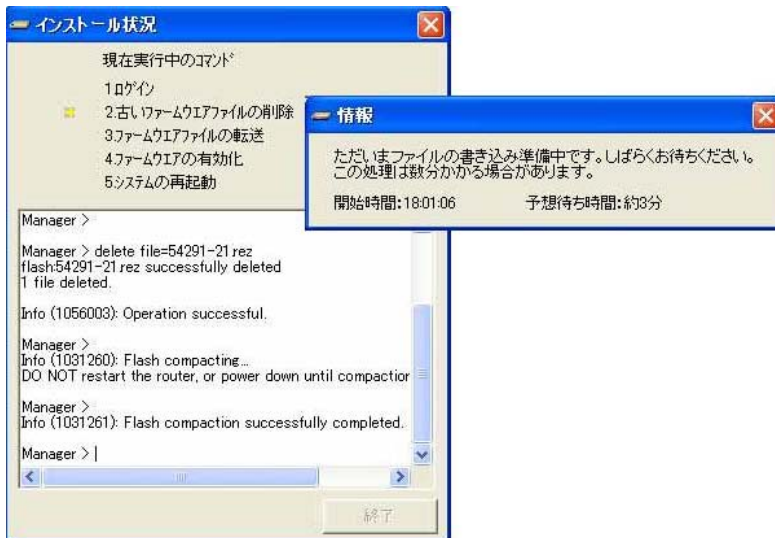 インストール状況
現在実行中のコマンド
1.ログイン
2.古いファームウエアファイルの削除
3.ファームウエアファイルの転送
4.ファームウエアの有効化
5.システムの再起動
情報
ただいまファイルの書き込み準備中です。しばらくお待ちください。
この処理は数分かかる場合があります。
開始時間:18:01:06 予想待ち時間:約3分
Manager >
Manager > delete file=54291-21.rez
flash:54291-21.rez successfully deleted
1 file deleted.
Info (1056003): Operation successful.
Manager >
Info (1031260): Flash compacting...
DO NOT restart the router, or power down until compaction
Manager >
Info (1031261): Flash compaction successfully completed.
Manager >
終了